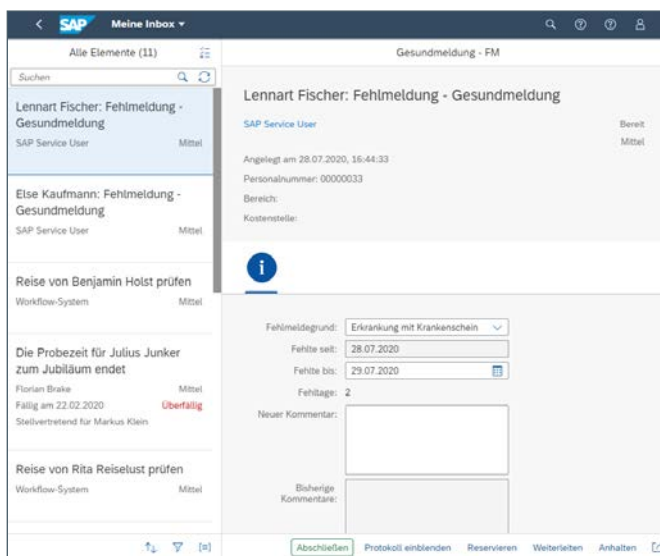 SAP Meine Inbox
Alle Elemente (11)
Suchen
Lennart Fischer: Fehlmeldung -
Gesundmeldung
SAP Service User Mittel
Else Kaufmann: Fehlmeldung -
Gesundmeldung
SAP Service User Mittel
Reise von Benjamin Holst prüfen
Workflow-System Mittel
Die Probezeit für Julius Junker
zum Jubiläum endet
Florian Brake Mittel
Fällig am 22.02.2020 Überfällig
Stellvertretend für Markus Klein
Reise von Rita Reiselust prüfen
Workflow-System Mittel
Gesundmeldung - FM
Lennart Fischer: Fehlmeldung - Gesundmeldung
SAP Service User Bereit
Mittel
Angelegt am 28.07.2020, 16:44:33
Personalnummer: 00000033
Bereich:
Kostenstelle:
Fehlmeldegrund: Erkrankung mit Krankenschein
Fehlte seit: 28.07.2020
Fehlte bis: 29.07.2020
Fehltage: 2
Neuer Kommentar:
Bisherige
Kommentare:
Abschließen Protokoll einblenden Reservieren Weiterleiten Anhalten